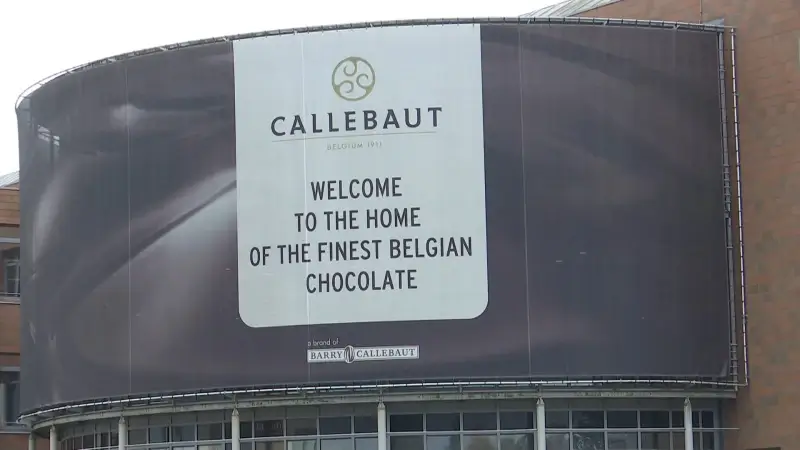 CALLEBAUT
BELGIUM 1911
WELCOME
TO THE HOME
OF THE FINEST BELGIAN
CHOCOLATE
a brand of
BARRY CALLEBAUT